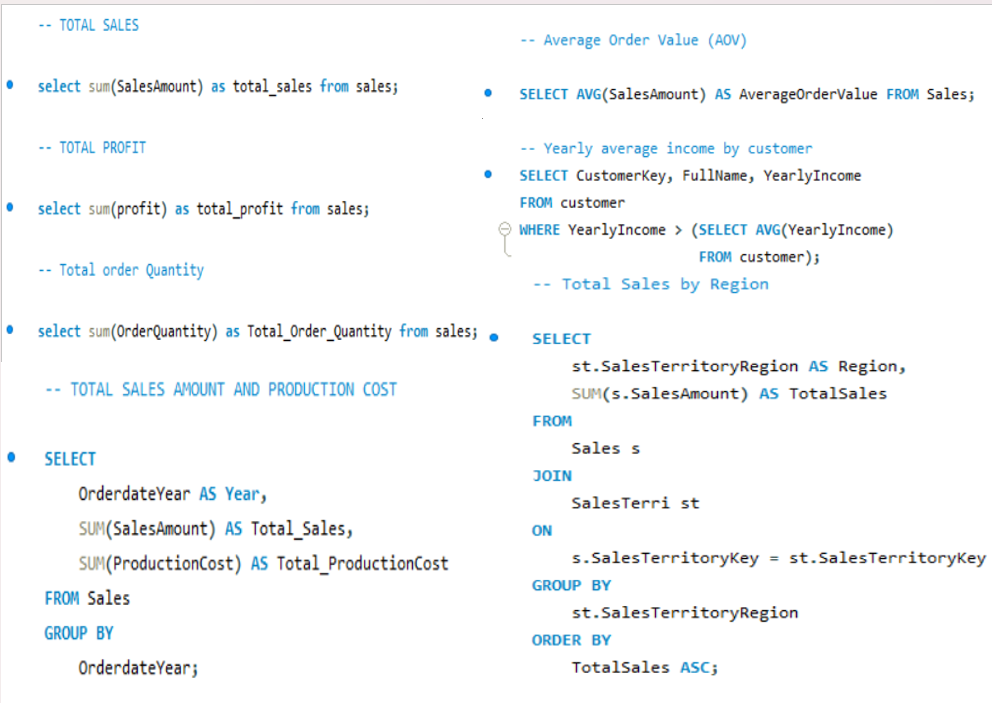 -- TOTAL SALES
select sum(SalesAmount) as total_sales from sales;
-- TOTAL PROFIT
select sum(profit) as total_profit from sales;
-- Total order Quantity
select sum(OrderQuantity) as Total_Order_Quantity from sales;
-- TOTAL SALES AMOUNT AND PRODUCTION COST
SELECT
OrderdateYear AS Year,
SUM(SalesAmount) AS Total_Sales,
SUM(ProductionCost) AS Total_ProductionCost
FROM Sales
GROUP BY
OrderdateYear;
-- Average Order Value (AOV)
SELECT AVG(SalesAmount) AS AverageOrderValue FROM Sales;
-- Yearly average income by customer
SELECT CustomerKey, FullName, YearlyIncome
FROM customer
WHERE YearlyIncome > (SELECT AVG(YearlyIncome)
FROM customer);
-- Total Sales by Region
SELECT
st.SalesTerritoryRegion AS Region,
SUM(s.SalesAmount) AS TotalSales
FROM
Sales s
JOIN
SalesTerri st
ON
s.SalesTerritoryKey = st.SalesTerritoryKey
GROUP BY
st.SalesTerritoryRegion
ORDER BY
TotalSales ASC;